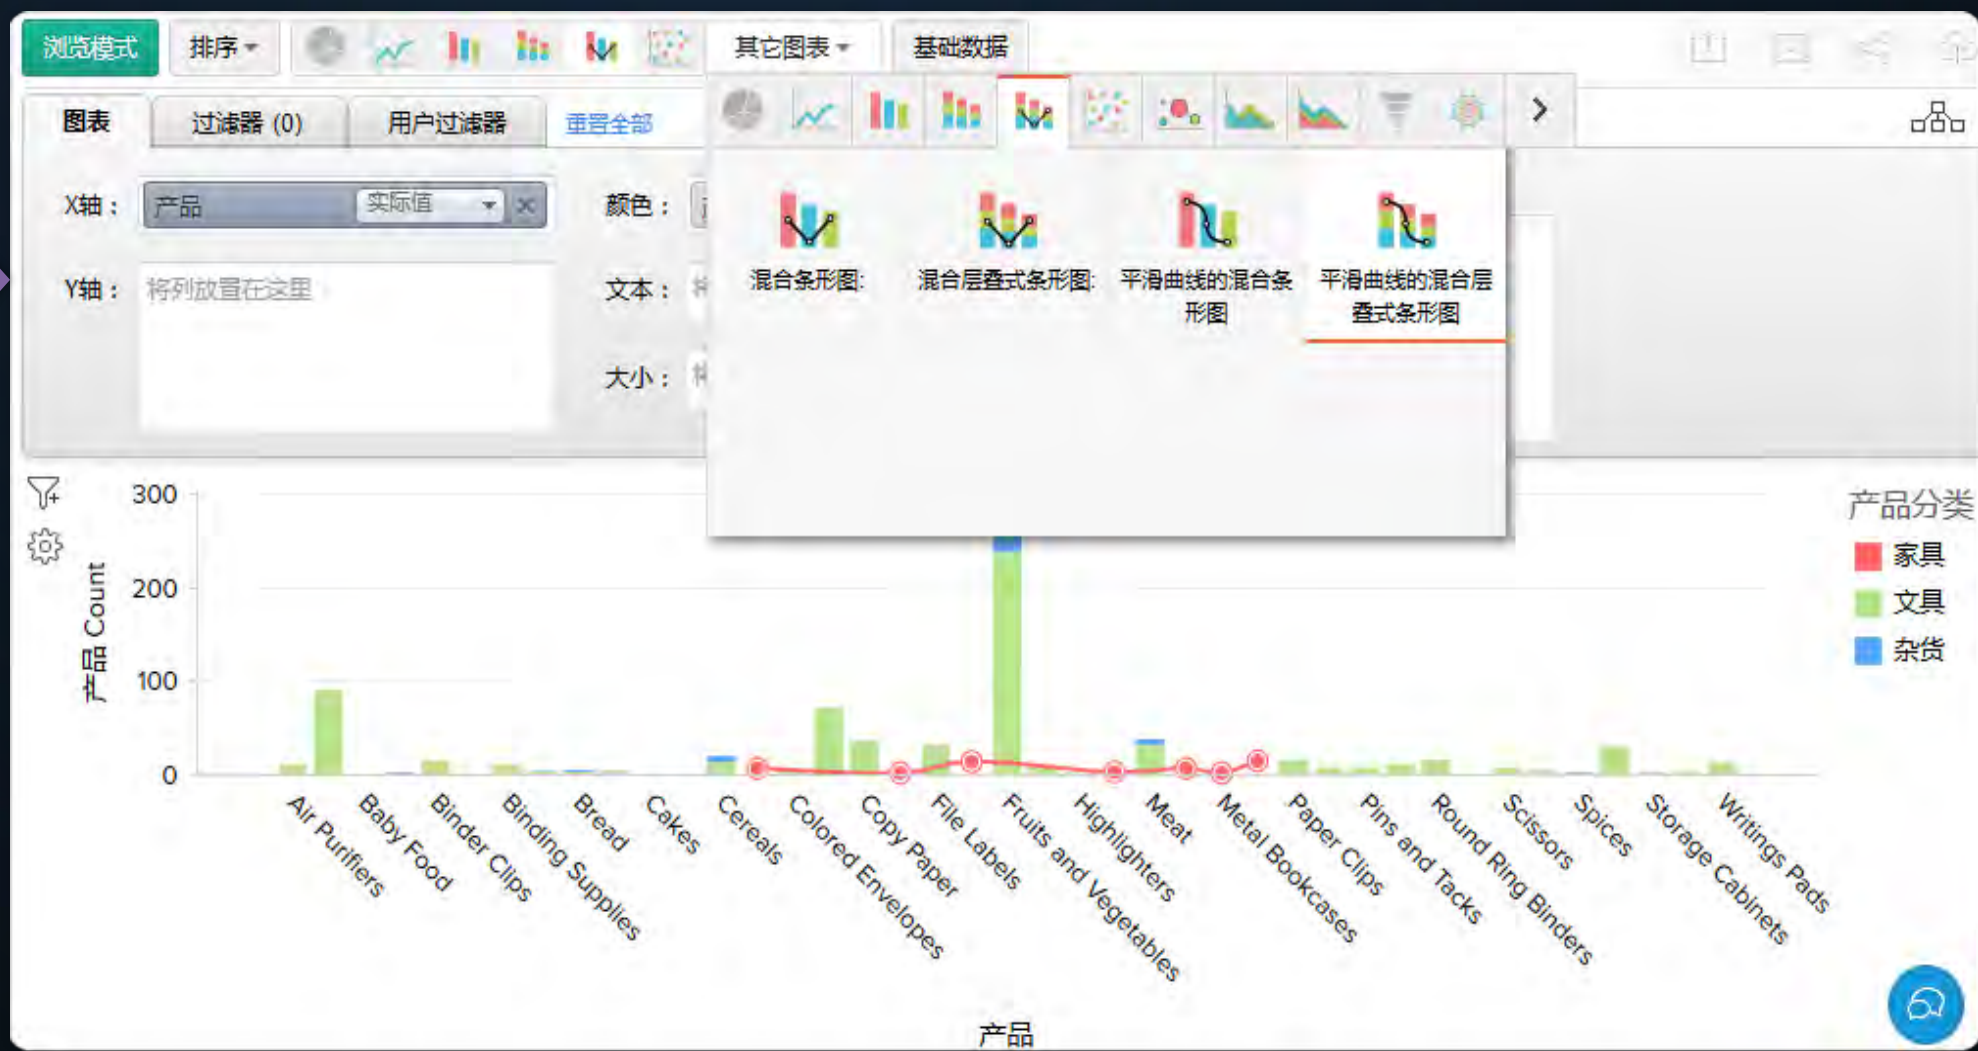 浏览模式 排序 其它图表 基础数据
图表 过滤器 (0) 用户过滤器 重置全部
X轴： 产品 实际值 颜色：
Y轴： 将列放置在这里 文本：
大小：
混合条形图: 混合层叠式条形图: 平滑曲线的混合条形图 平滑曲线的混合层叠式条形图
产品分类
家具
文具
杂货
产品 Count
300
200
100
0
Air Purifiers
Baby Food
Binder Clips
Binding Supplies
Bread
Cakes
Cereals
Colored Envelopes
Copy Paper
File Labels
Fruits and Vegetables
Highlighters
Meat
Metal Bookcases
Paper Clips
Pins and Tacks
Round Ring Binders
Scissors
Spices
Storage Cabinets
Writings Pads
产品